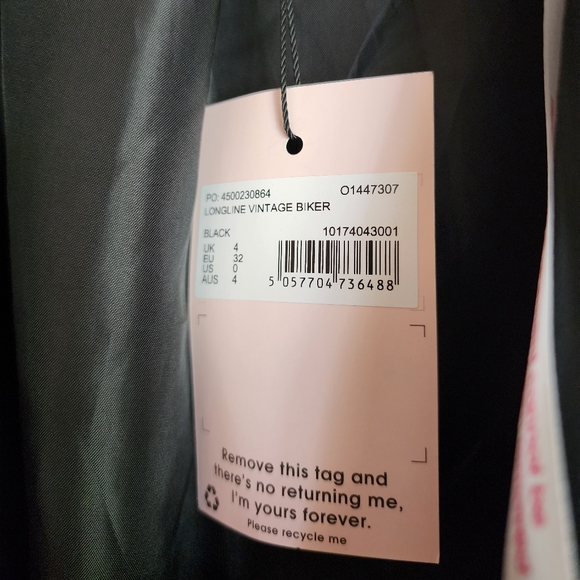 PO: 4500230864 O1447307
LONGLINE VINTAGE BIKER
BLACK 10174043001
UK 4
EU 32
US 0
AUS 4
5 057704 736488
Remove this tag and
there's no returning me,
I'm yours forever.
Please recycle me